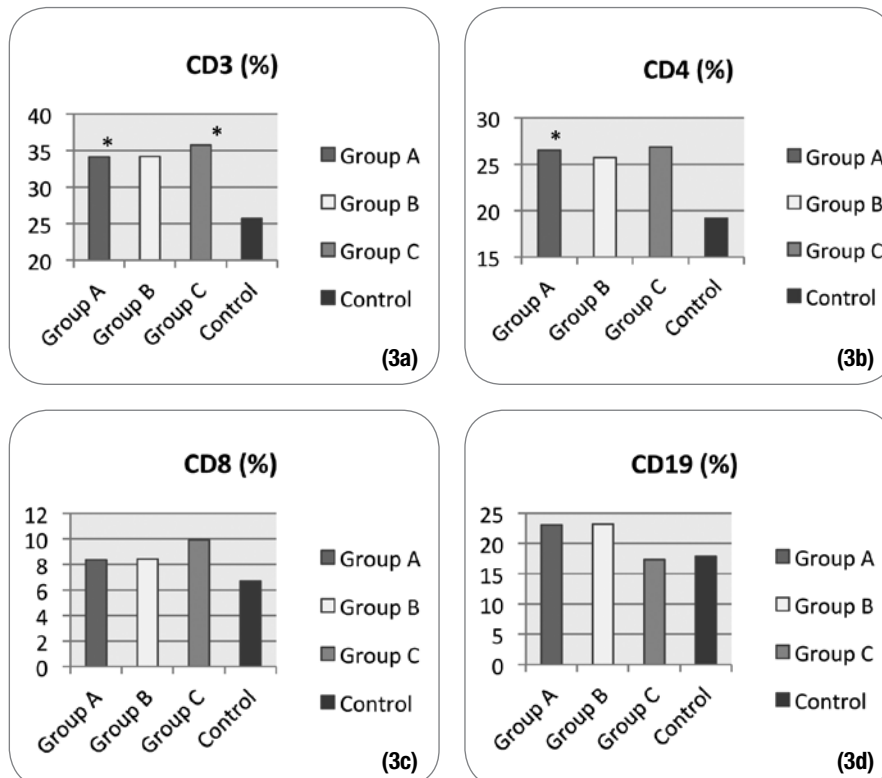 CD3 (%)
40
35
30
25
20
*
*
Group A
Group B
Group C
Control
Group A
Group B
Group C
Control
(3a)
CD4 (%)
30
25
20
15
*
Group A
Group B
Group C
Control
Group A
Group B
Group C
Control
(3b)
CD8 (%)
12
10
8
6
4
2
0
Group A
Group B
Group C
Control
Group A
Group B
Group C
Control
(3c)
CD19 (%)
25
20
15
10
5
0
Group A
Group B
Group C
Control
Group A
Group B
Group C
Control
(3d)